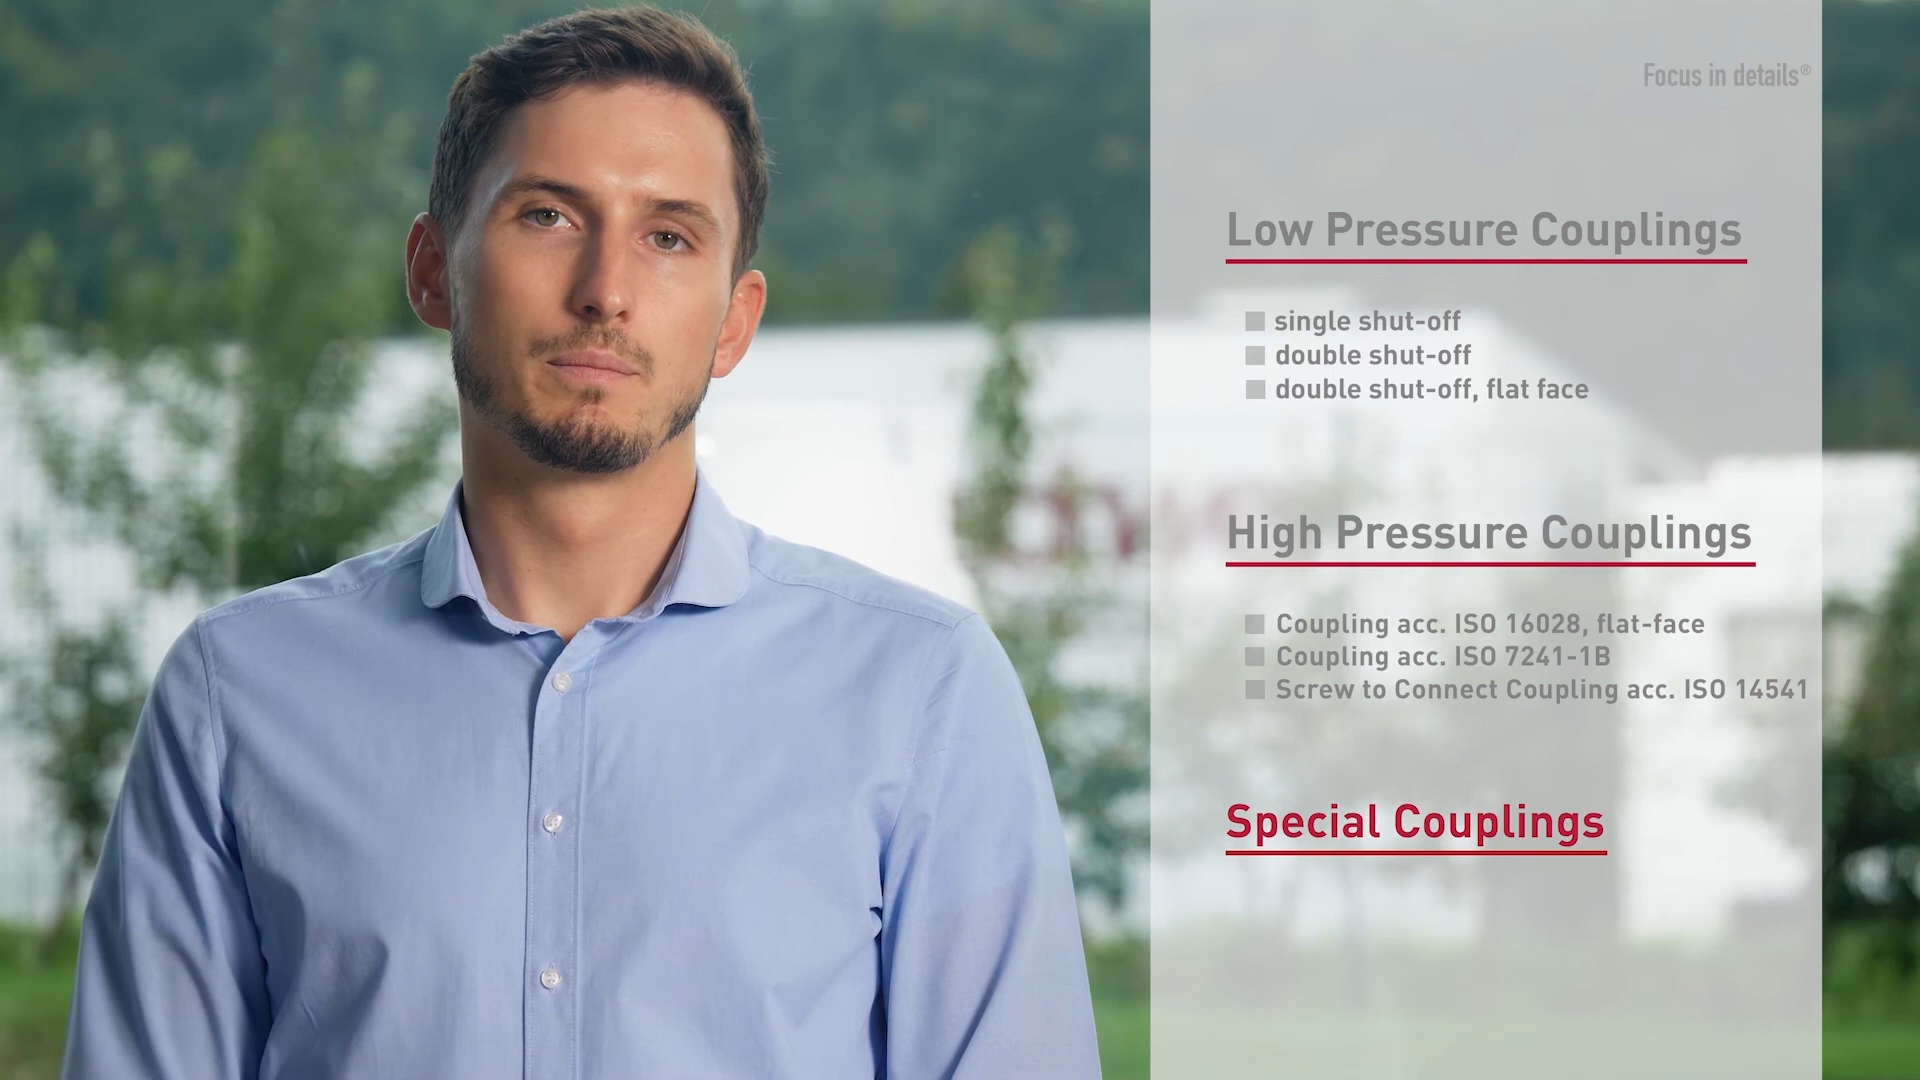 Focus in details®
Low Pressure Couplings
single shut-off
double shut-off
double shut-off, flat face
High Pressure Couplings
Coupling acc. ISO 16028, flat-face
Coupling acc. ISO 7241-1B
Screw to Connect Coupling acc. ISO 14541
Special Couplings